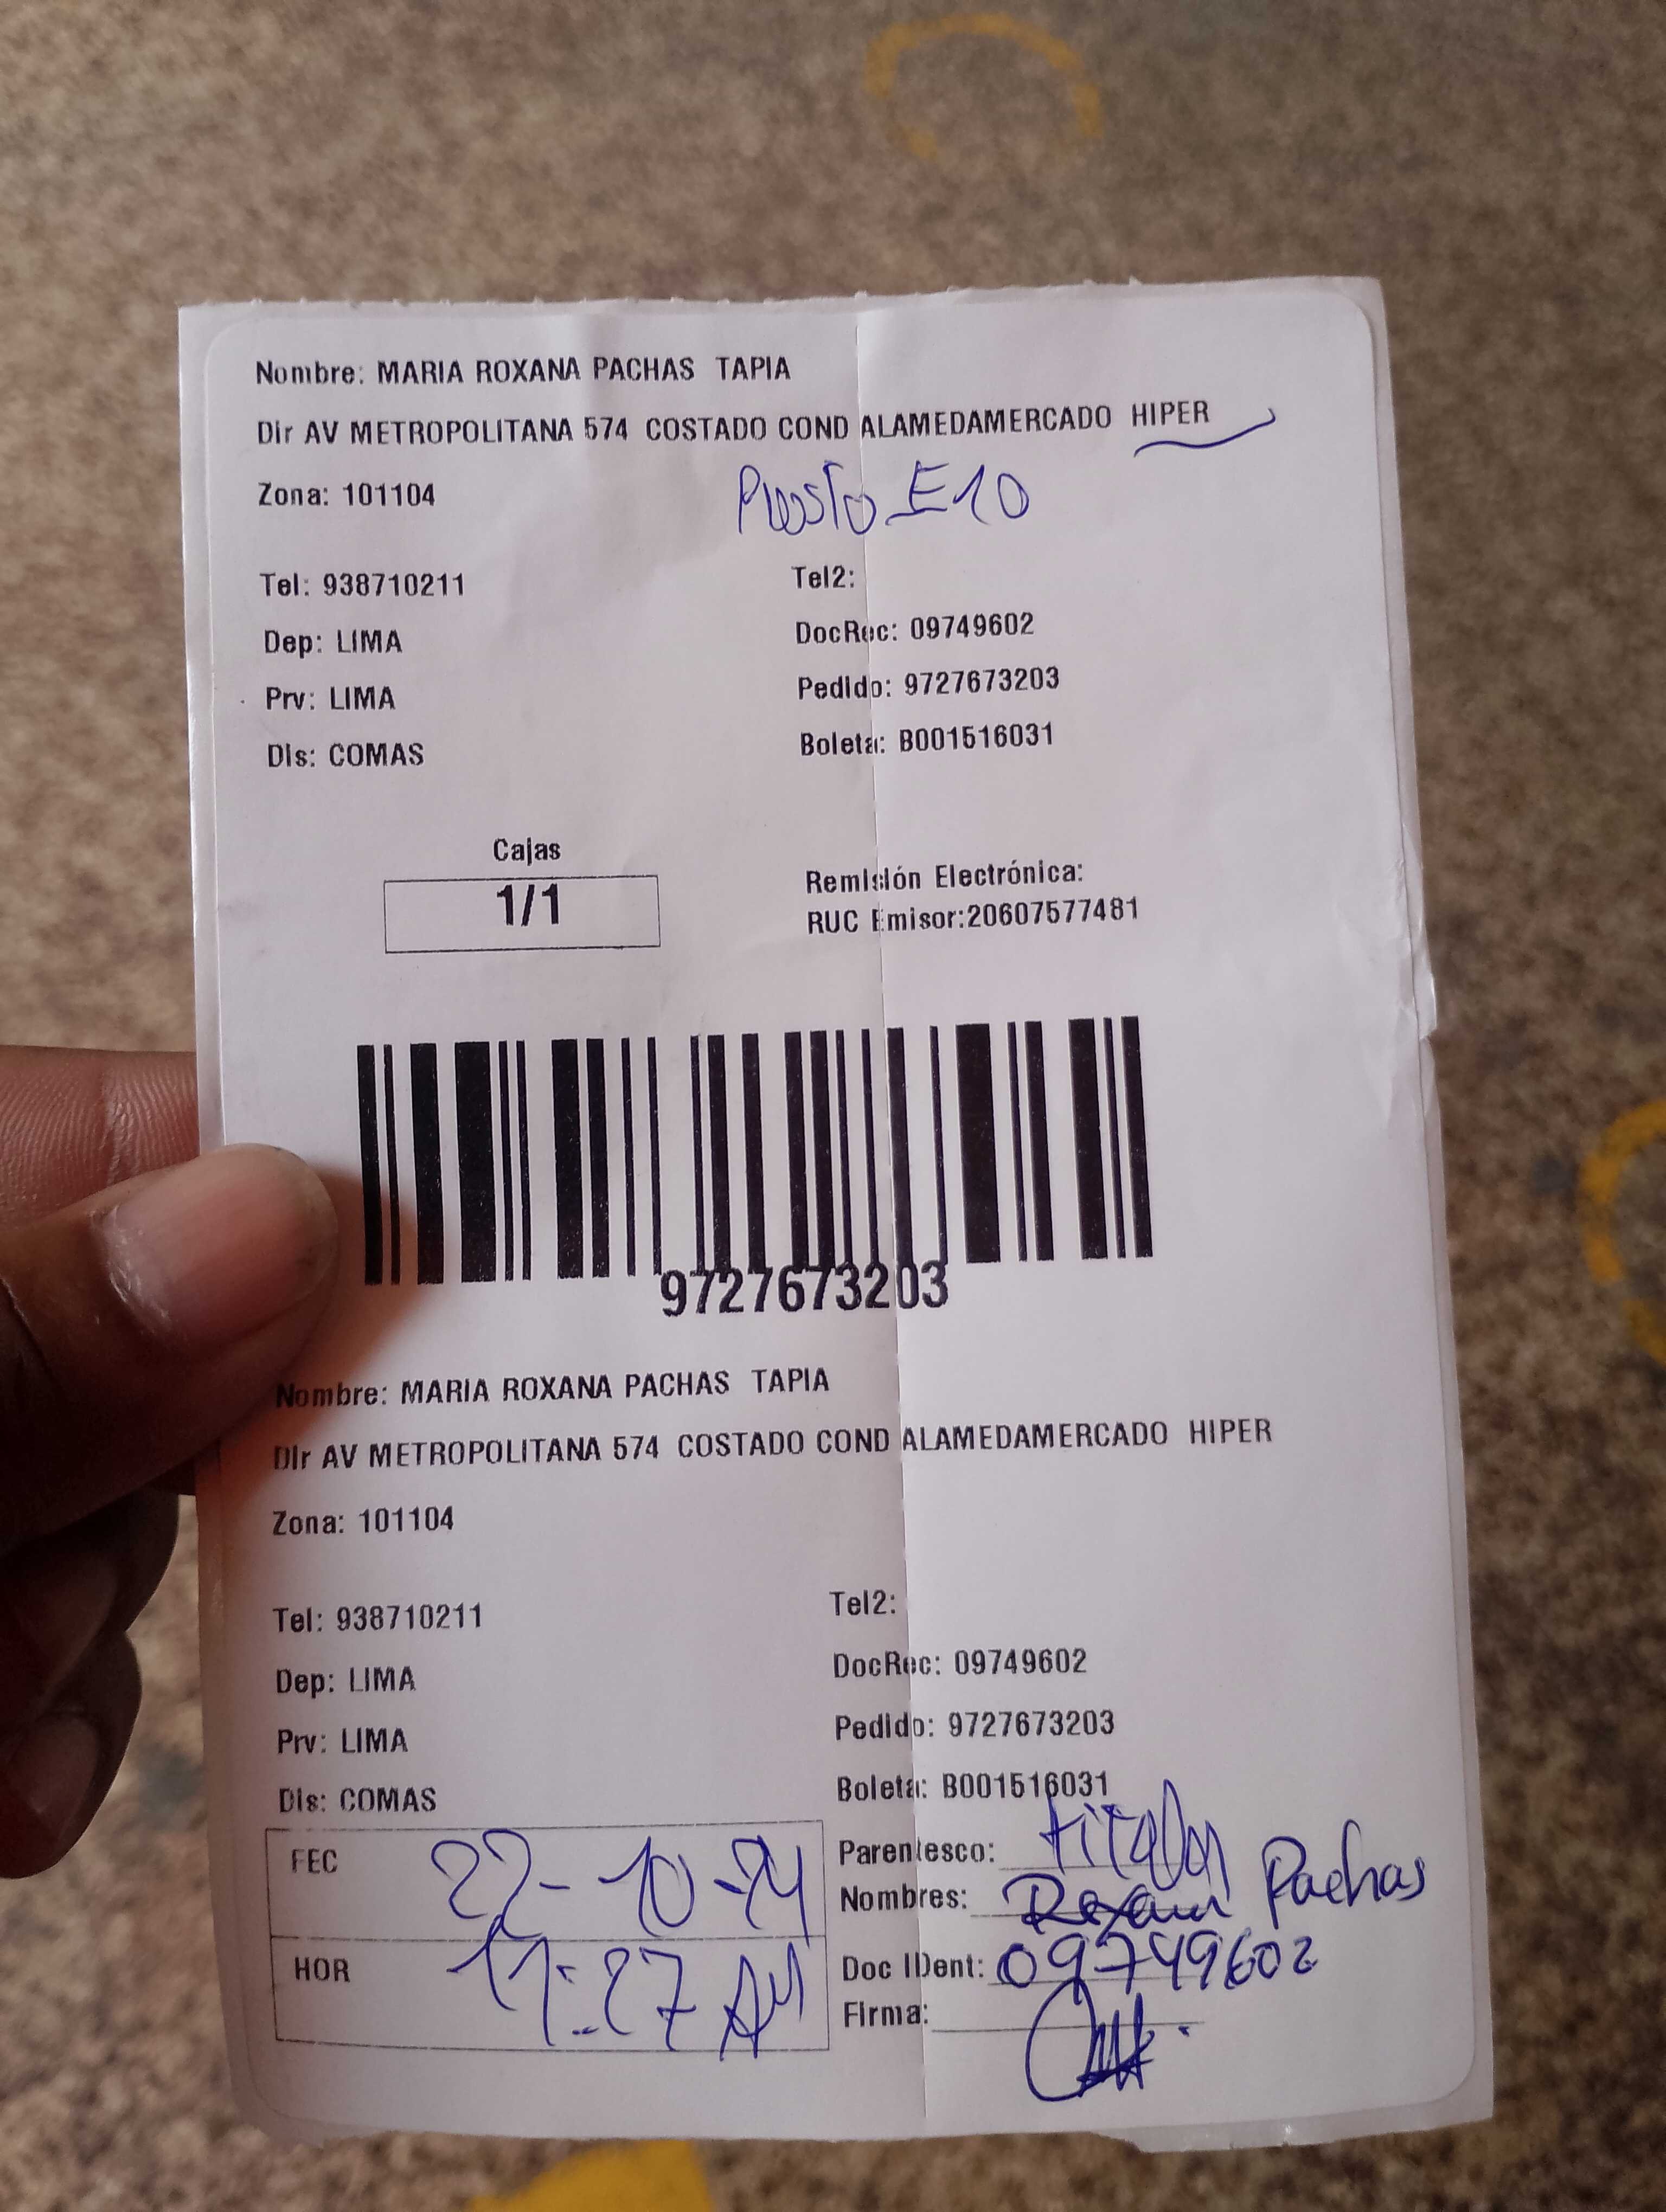 Nombre: MARIA ROXANA PACHAS TAPIA
Dir AV METROPOLITANA 574 COSTADO COND ALAMEDAMERCADO HIPER
Zona: 101104
Puesto E10
Tel: 938710211
Tel2:
Dep: LIMA
DocRec: 09749602
Prv: LIMA
Pedido: 9727673203
Dis: COMAS
Boleta: B001516031
Cajas
1/1
Remisión Electrónica:
RUC Emisor:20607577481
9727673203
Nombre: MARIA ROXANA PACHAS TAPIA
Dir AV METROPOLITANA 574 COSTADO COND ALAMEDAMERCADO HIPER
Zona: 101104
Tel: 938710211
Tel2:
Dep: LIMA
DocRec: 09749602
Prv: LIMA
Pedido: 9727673203
Dis: COMAS
Boleta: B001516031
FEC 22-10-24
Parentesco: titular
Nombres: Roxana Pachas
HOR 11:27 AM
Doc IDent: 09749602
Firma: